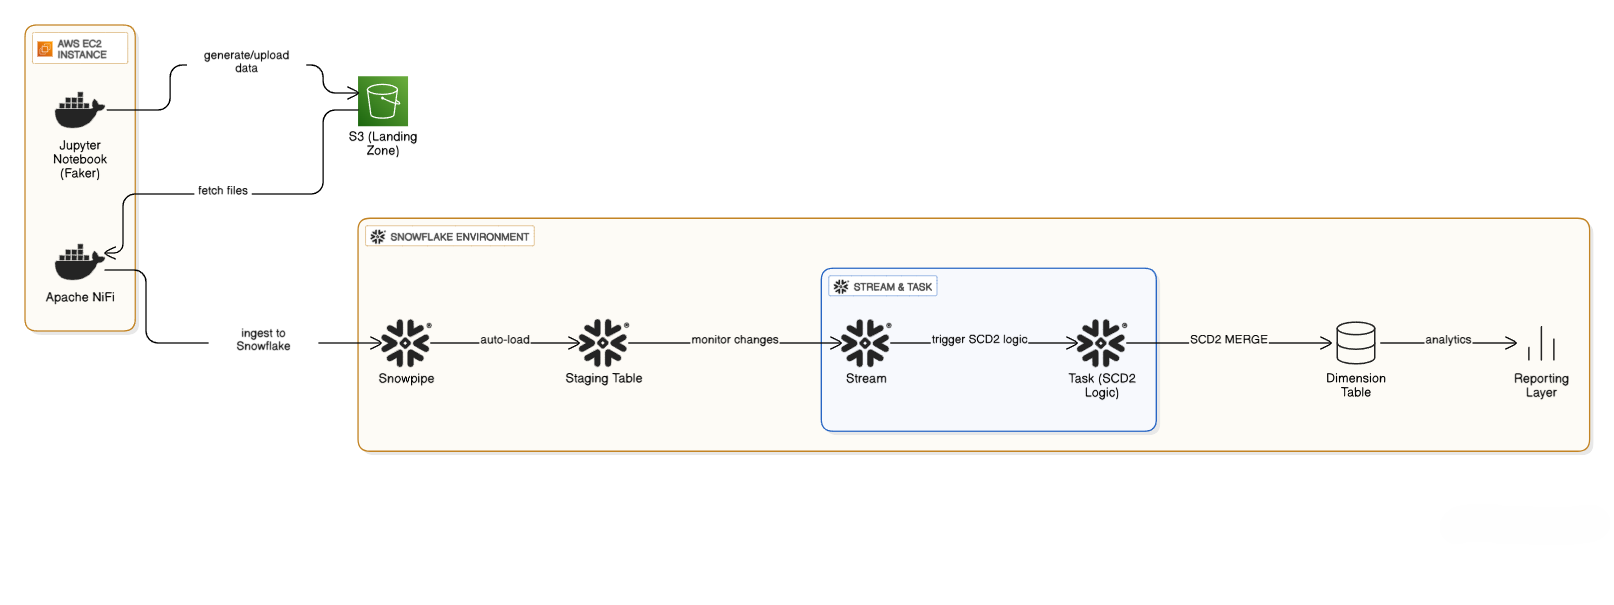 AWS EC2
INSTANCE
generate/upload
data
Jupyter
Notebook
(Faker)
S3 (Landing
Zone)
fetch files
Apache NiFi
ingest to
Snowflake
SNOWFLAKE ENVIRONMENT
STREAM & TASK
Snowpipe
auto-load
Staging Table
monitor changes
Stream
trigger SCD2 logic
Task (SCD2
Logic)
SCD2 MERGE
Dimension
Table
analytics
Reporting
Layer